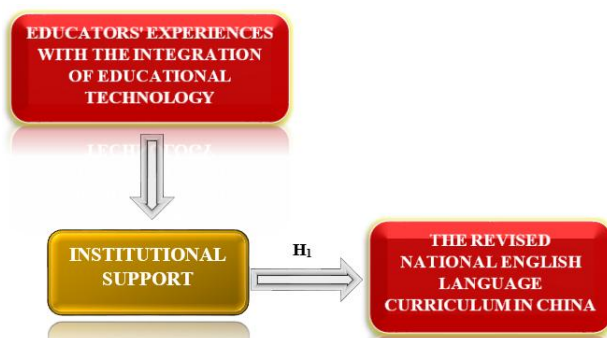 EDUCATORS' EXPERIENCES
WITH THE INTEGRATION
OF EDUCATIONAL
TECHNOLOGY
INSTITUTIONAL
SUPPORT
H₁
THE REVISED
NATIONAL ENGLISH
LANGUAGE
CURRICULUM IN CHINA